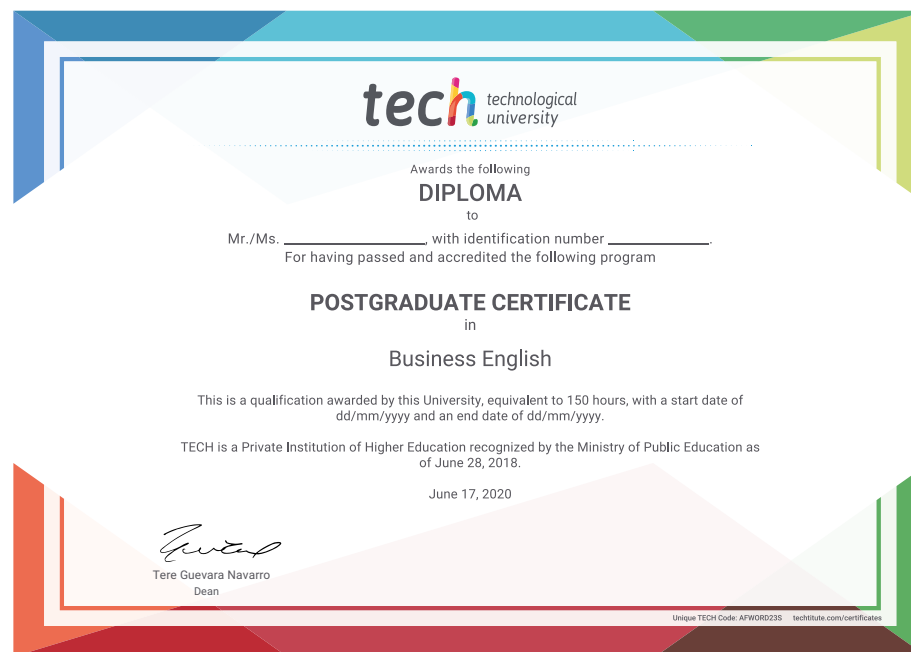 tech technological
university
Awards the following
DIPLOMA
to
Mr./Ms. ____________________, with identification number ______________.
For having passed and accredited the following program
POSTGRADUATE CERTIFICATE
in
Business English
This is a qualification awarded by this University, equivalent to 150 hours, with a start date of
dd/mm/yyyy and an end date of dd/mm/yyyy.
TECH is a Private Institution of Higher Education recognized by the Ministry of Public Education as
of June 28, 2018.
June 17, 2020
Tere Guevara Navarro
Dean
Unique TECH Code: AFWORD23S techtitute.com/certificates